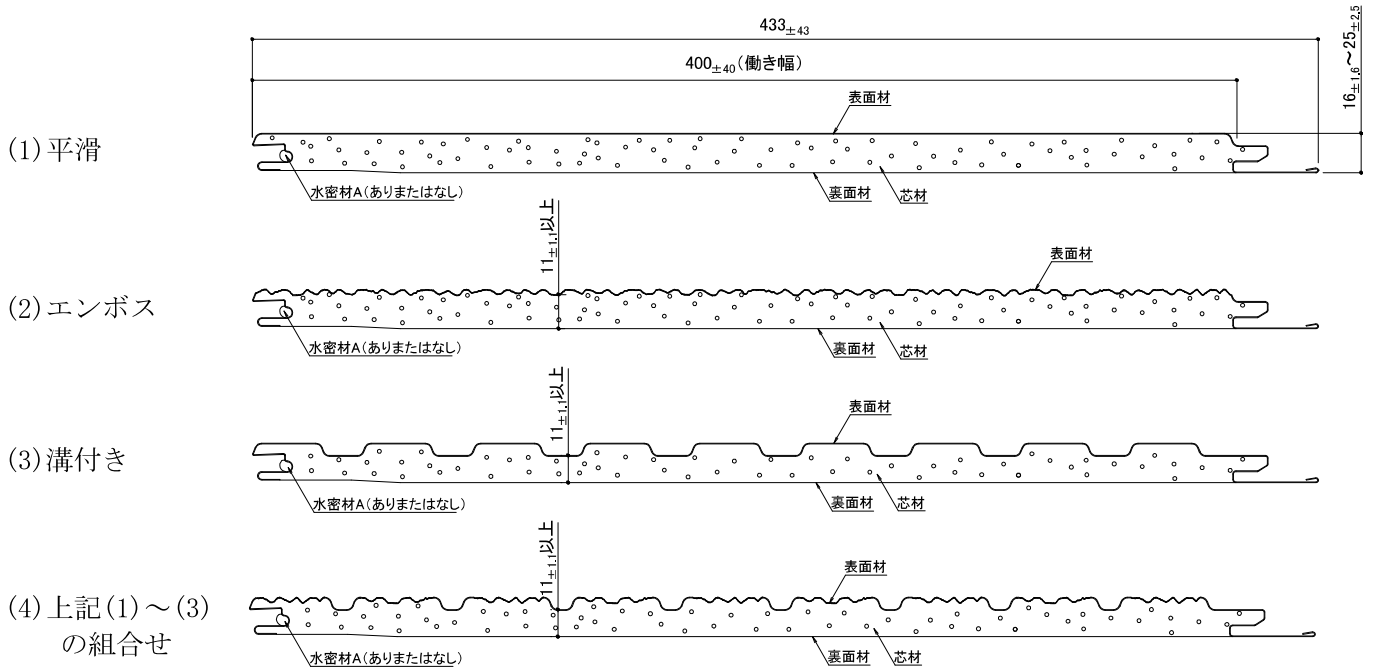 433±43
400±40(働き幅)
16±1.6～25±2.5
表面材
(1)平滑
水密材A(ありまたはなし)
裏面材
芯材
11±1.1以上
表面材
(2)エンボス
水密材A(ありまたはなし)
裏面材
芯材
11±1.1以上
表面材
(3)溝付き
水密材A(ありまたはなし)
裏面材
芯材
11±1.1以上
表面材
(4)上記(1)～(3)
の組合せ
水密材A(ありまたはなし)
裏面材
芯材